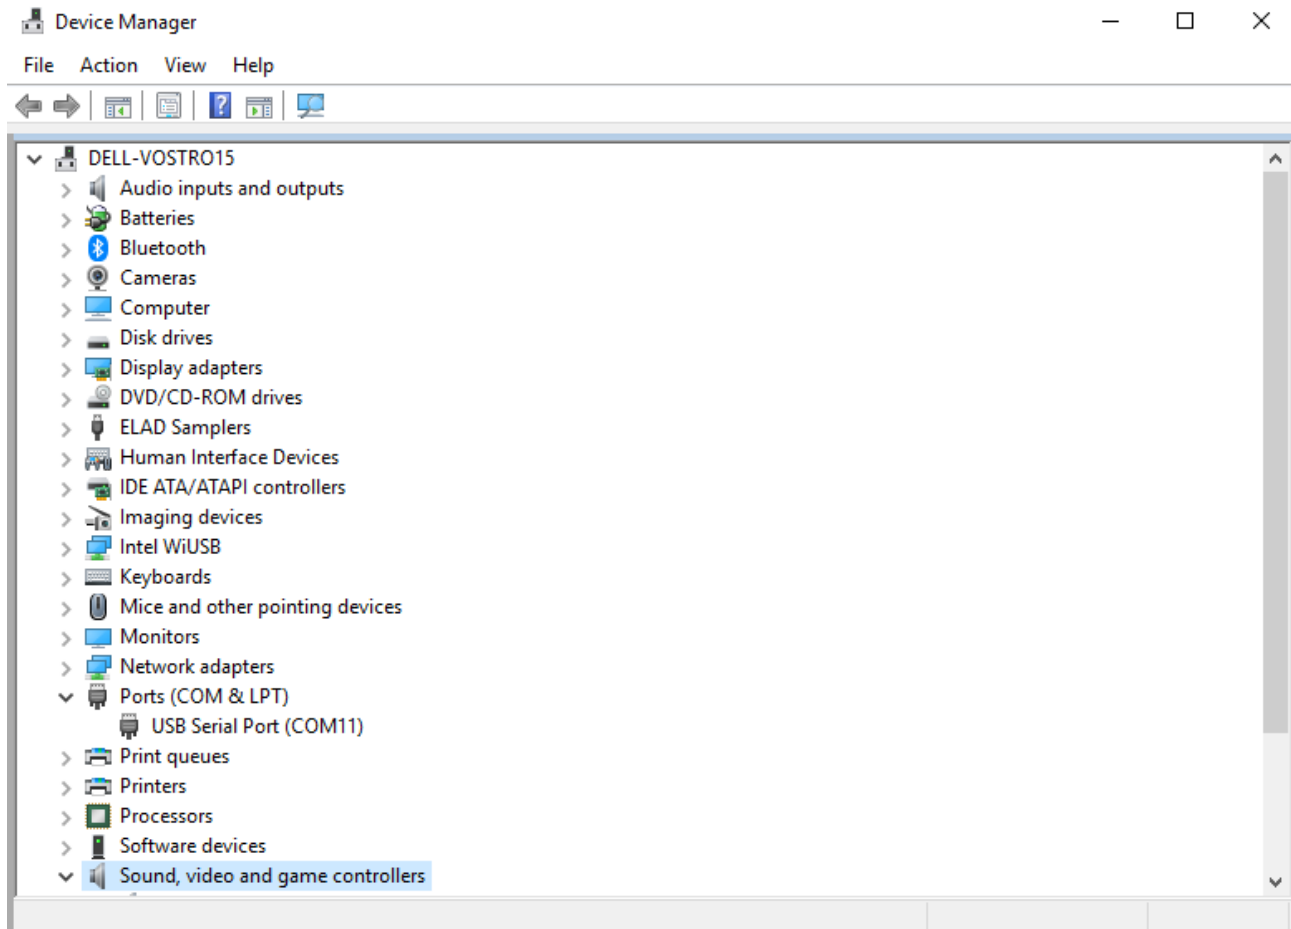 Device Manager
File Action View Help
DELL-VOSTRO15
Audio inputs and outputs
Batteries
Bluetooth
Cameras
Computer
Disk drives
Display adapters
DVD/CD-ROM drives
ELAD Samplers
Human Interface Devices
IDE ATA/ATAPI controllers
Imaging devices
Intel WiUSB
Keyboards
Mice and other pointing devices
Monitors
Network adapters
Ports (COM & LPT)
USB Serial Port (COM11)
Print queues
Printers
Processors
Software devices
Sound, video and game controllers